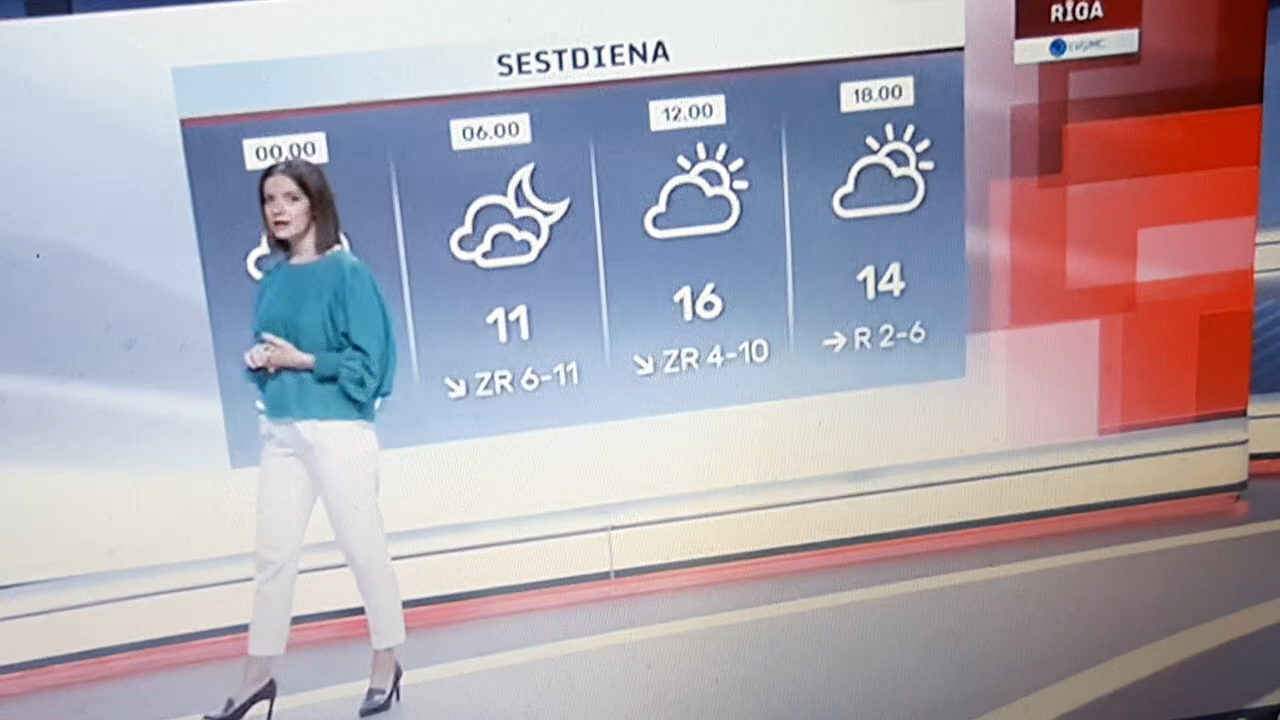 RĪGA
LVĢMC
SESTDIENA
00.00
06.00
12.00
18.00
11
16
14
↘ ZR 6-11
↘ ZR 4-10
→ R 2-6